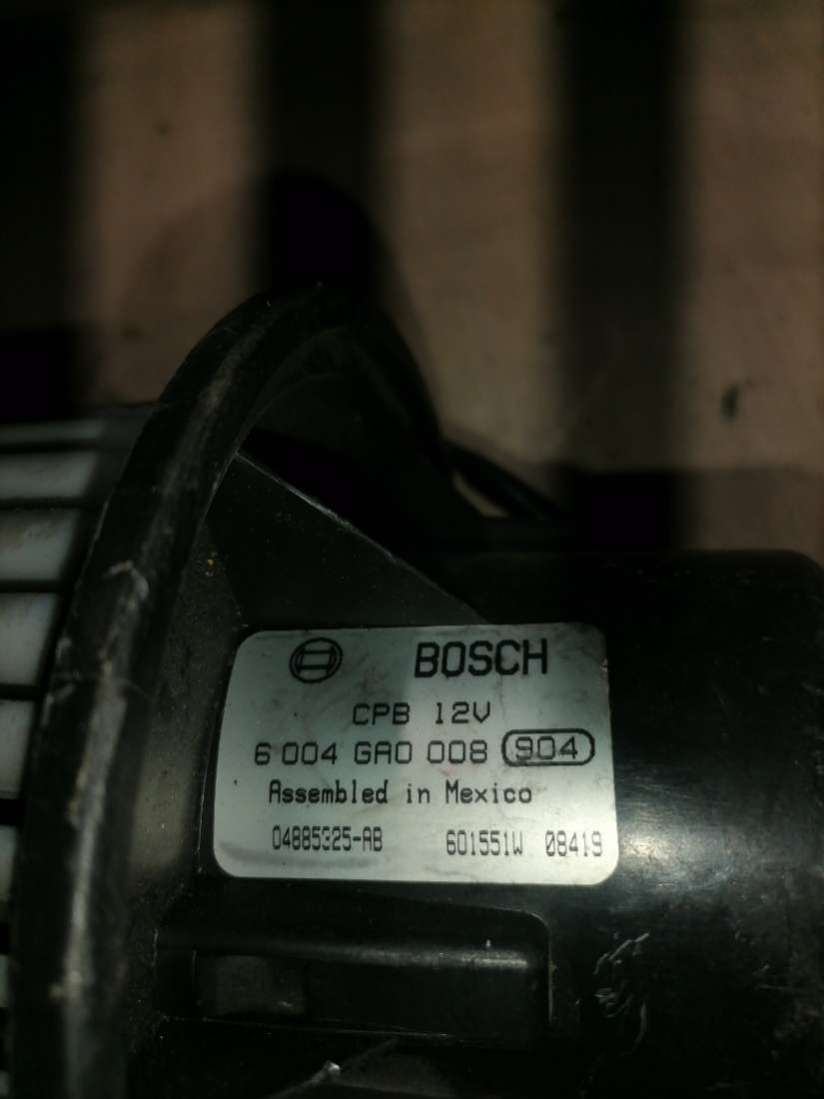 BOSCH
CPB 12V
6 004 GA0 008 904
Assembled in Mexico
04885325-AB 601551W 08419